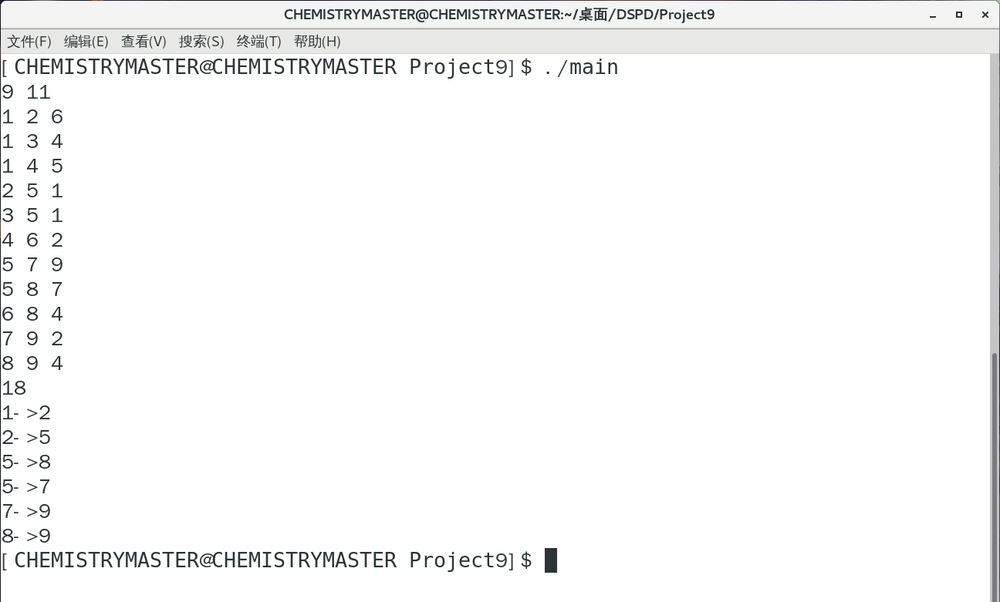 CHEMISTRYMASTER@CHEMISTRYMASTER:~/桌面/DSPD/Project9
文件(F) 编辑(E) 查看(V) 搜索(S) 终端(T) 帮助(H)
[CHEMISTRYMASTER@CHEMISTRYMASTER Project9]$ ./main
9 11
1 2 6
1 3 4
1 4 5
2 5 1
3 5 1
4 6 2
5 7 9
5 8 7
6 8 4
7 9 2
8 9 4
18
1->2
2->5
5->8
5->7
7->9
8->9
[CHEMISTRYMASTER@CHEMISTRYMASTER Project9]$